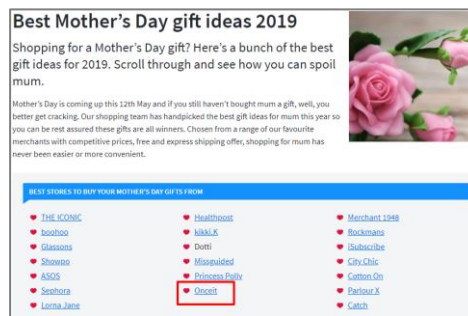 Best Mother's Day gift ideas 2019
Shopping for a Mother's Day gift? Here's a bunch of the best
gift ideas for 2019. Scroll through and see how you can spoil
mum.
Mother's Day is coming up this 12th May and if you still haven't bought mum a gift, well, you
better get cracking. Our shopping team has handpicked the best gift ideas for mum this year so
you can be rest assured these gifts are all winners. Chosen from a range of our favourite
merchants with competitive prices, free and express shipping offer, shopping for mum has
never been easier or more convenient.
BEST STORES TO BUY YOUR MOTHER'S DAY GIFTS FROM
THE ICONIC
boohoo
Glassons
Showpo
ASOS
Sephora
Lorna Jane
Healthpost
kikki.K
Dotti
Missguided
Princess Polly
Onceit
Merchant 1948
Rockmans
iSubscribe
City Chic
Cotton On
Parlour X
Catch